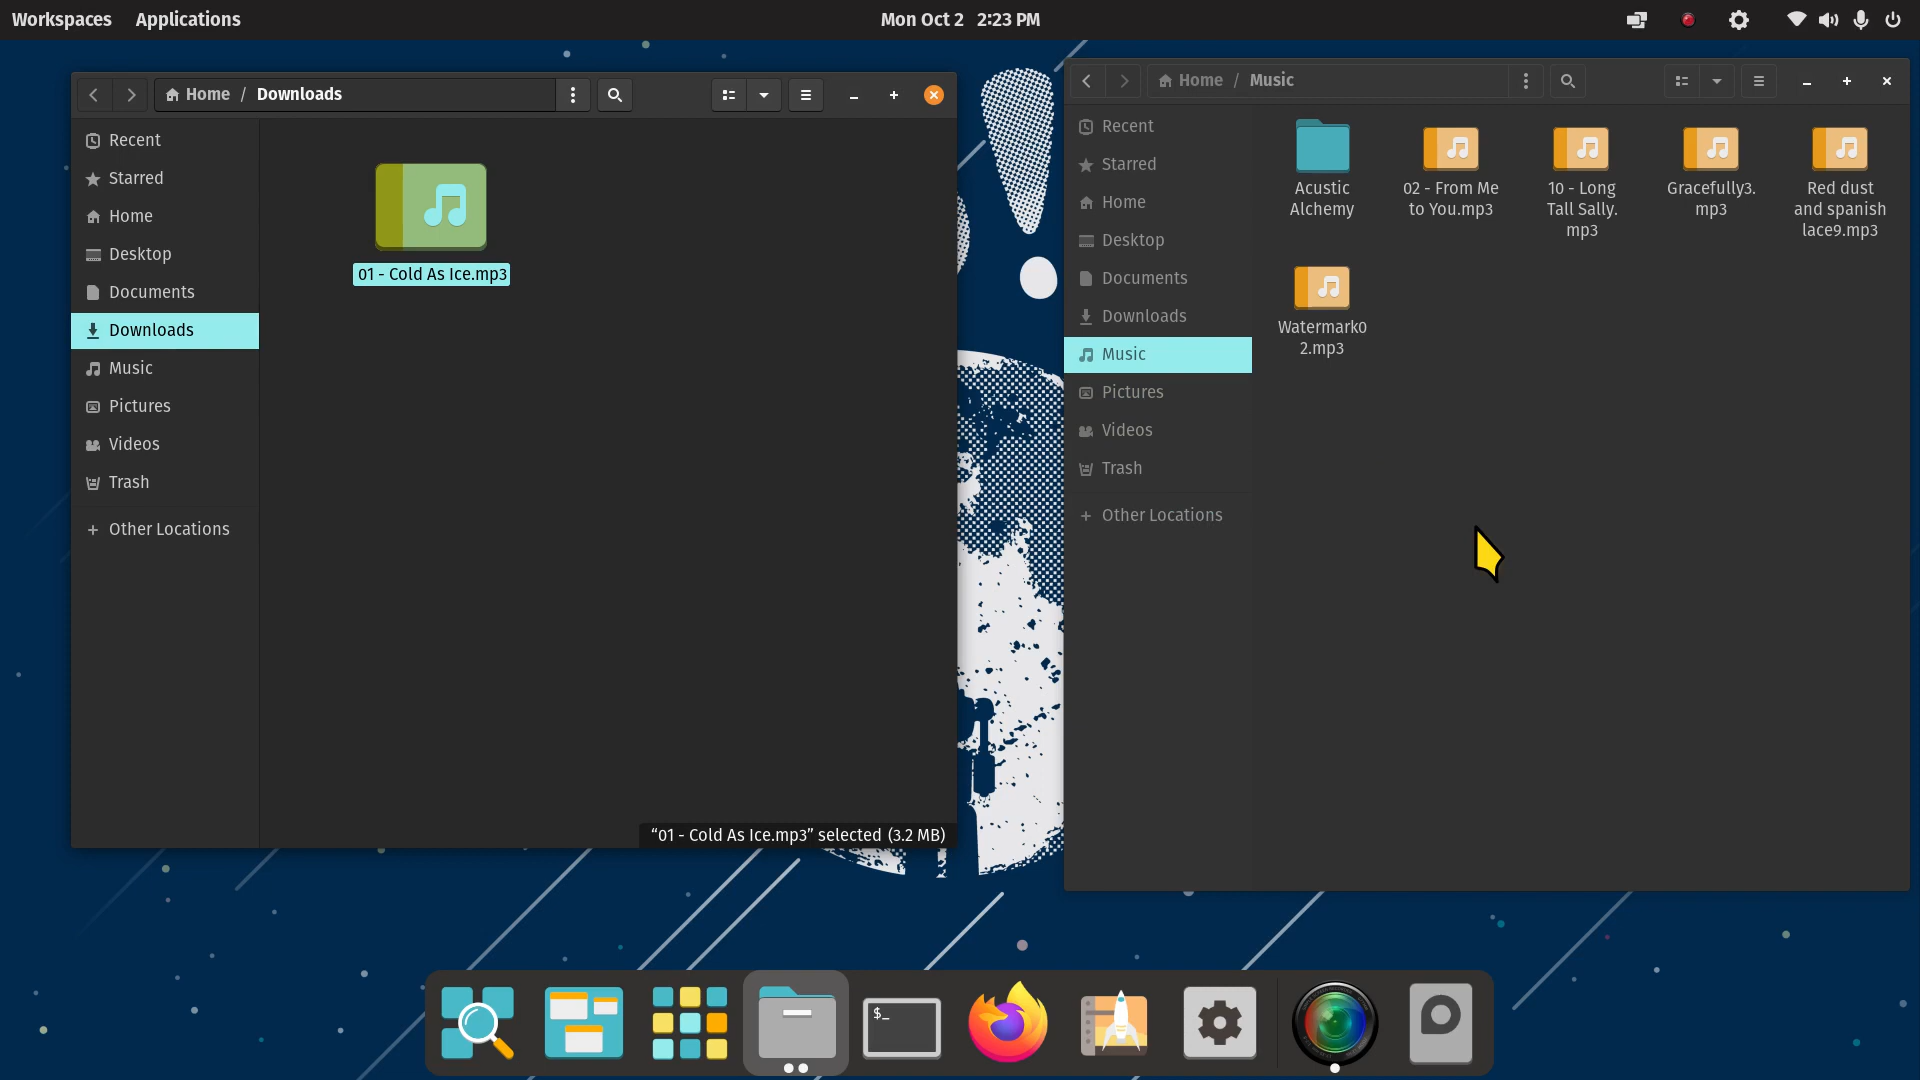 Workspaces Applications Mon Oct 2 2:23 PM
Home / Downloads
Recent
Starred
Home
Desktop
Documents
Downloads
Music
Pictures
Videos
Trash
Other Locations
01 - Cold As Ice.mp3
“01 - Cold As Ice.mp3” selected (3.2 MB)
Home / Music
Recent
Starred
Home
Desktop
Documents
Downloads
Music
Pictures
Videos
Trash
Other Locations
Acustic
Alchemy
02 - From Me
to You.mp3
10 - Long
Tall Sally.
mp3
Gracefully3.
mp3
Red dust
and spanish
lace9.mp3
Watermark0
2.mp3
$_